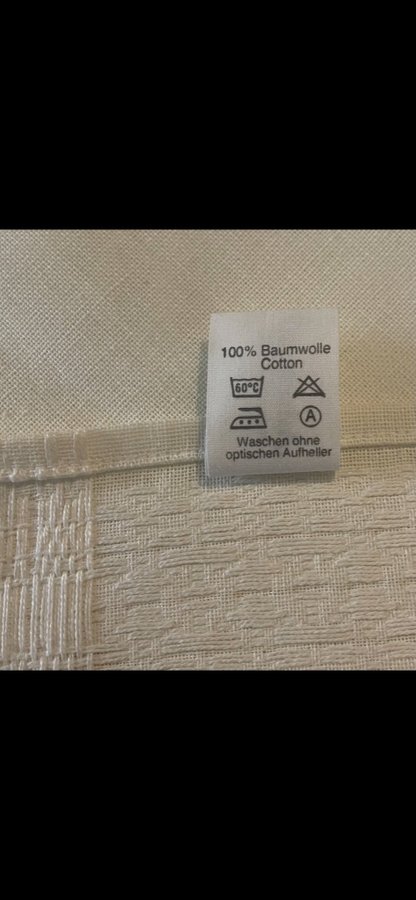 100% Baumwolle
Cotton
60°C
A
Waschen ohne
optischen Aufheller